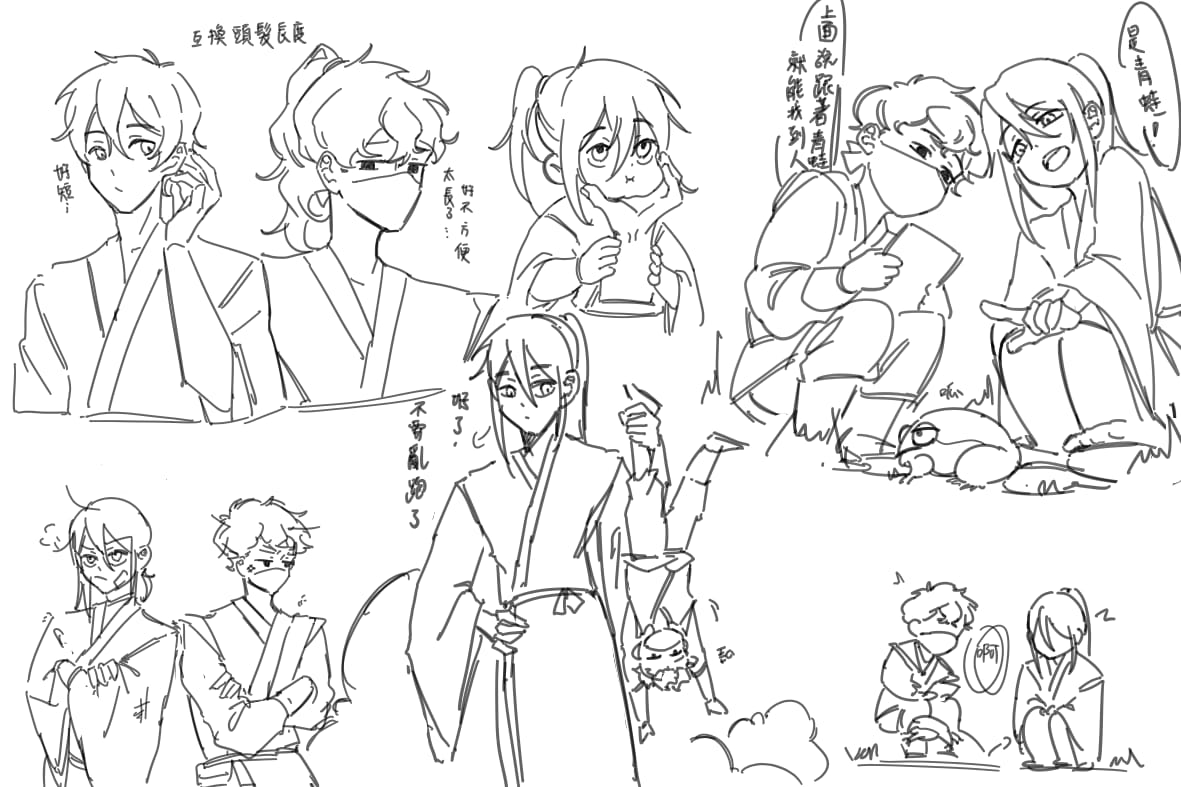 互換頭髮長度
好短…
好不方便
太長了…
上面說跟著青蛙
就能找到人
是青蛙!
呱
好了.
不要亂跑了
啊